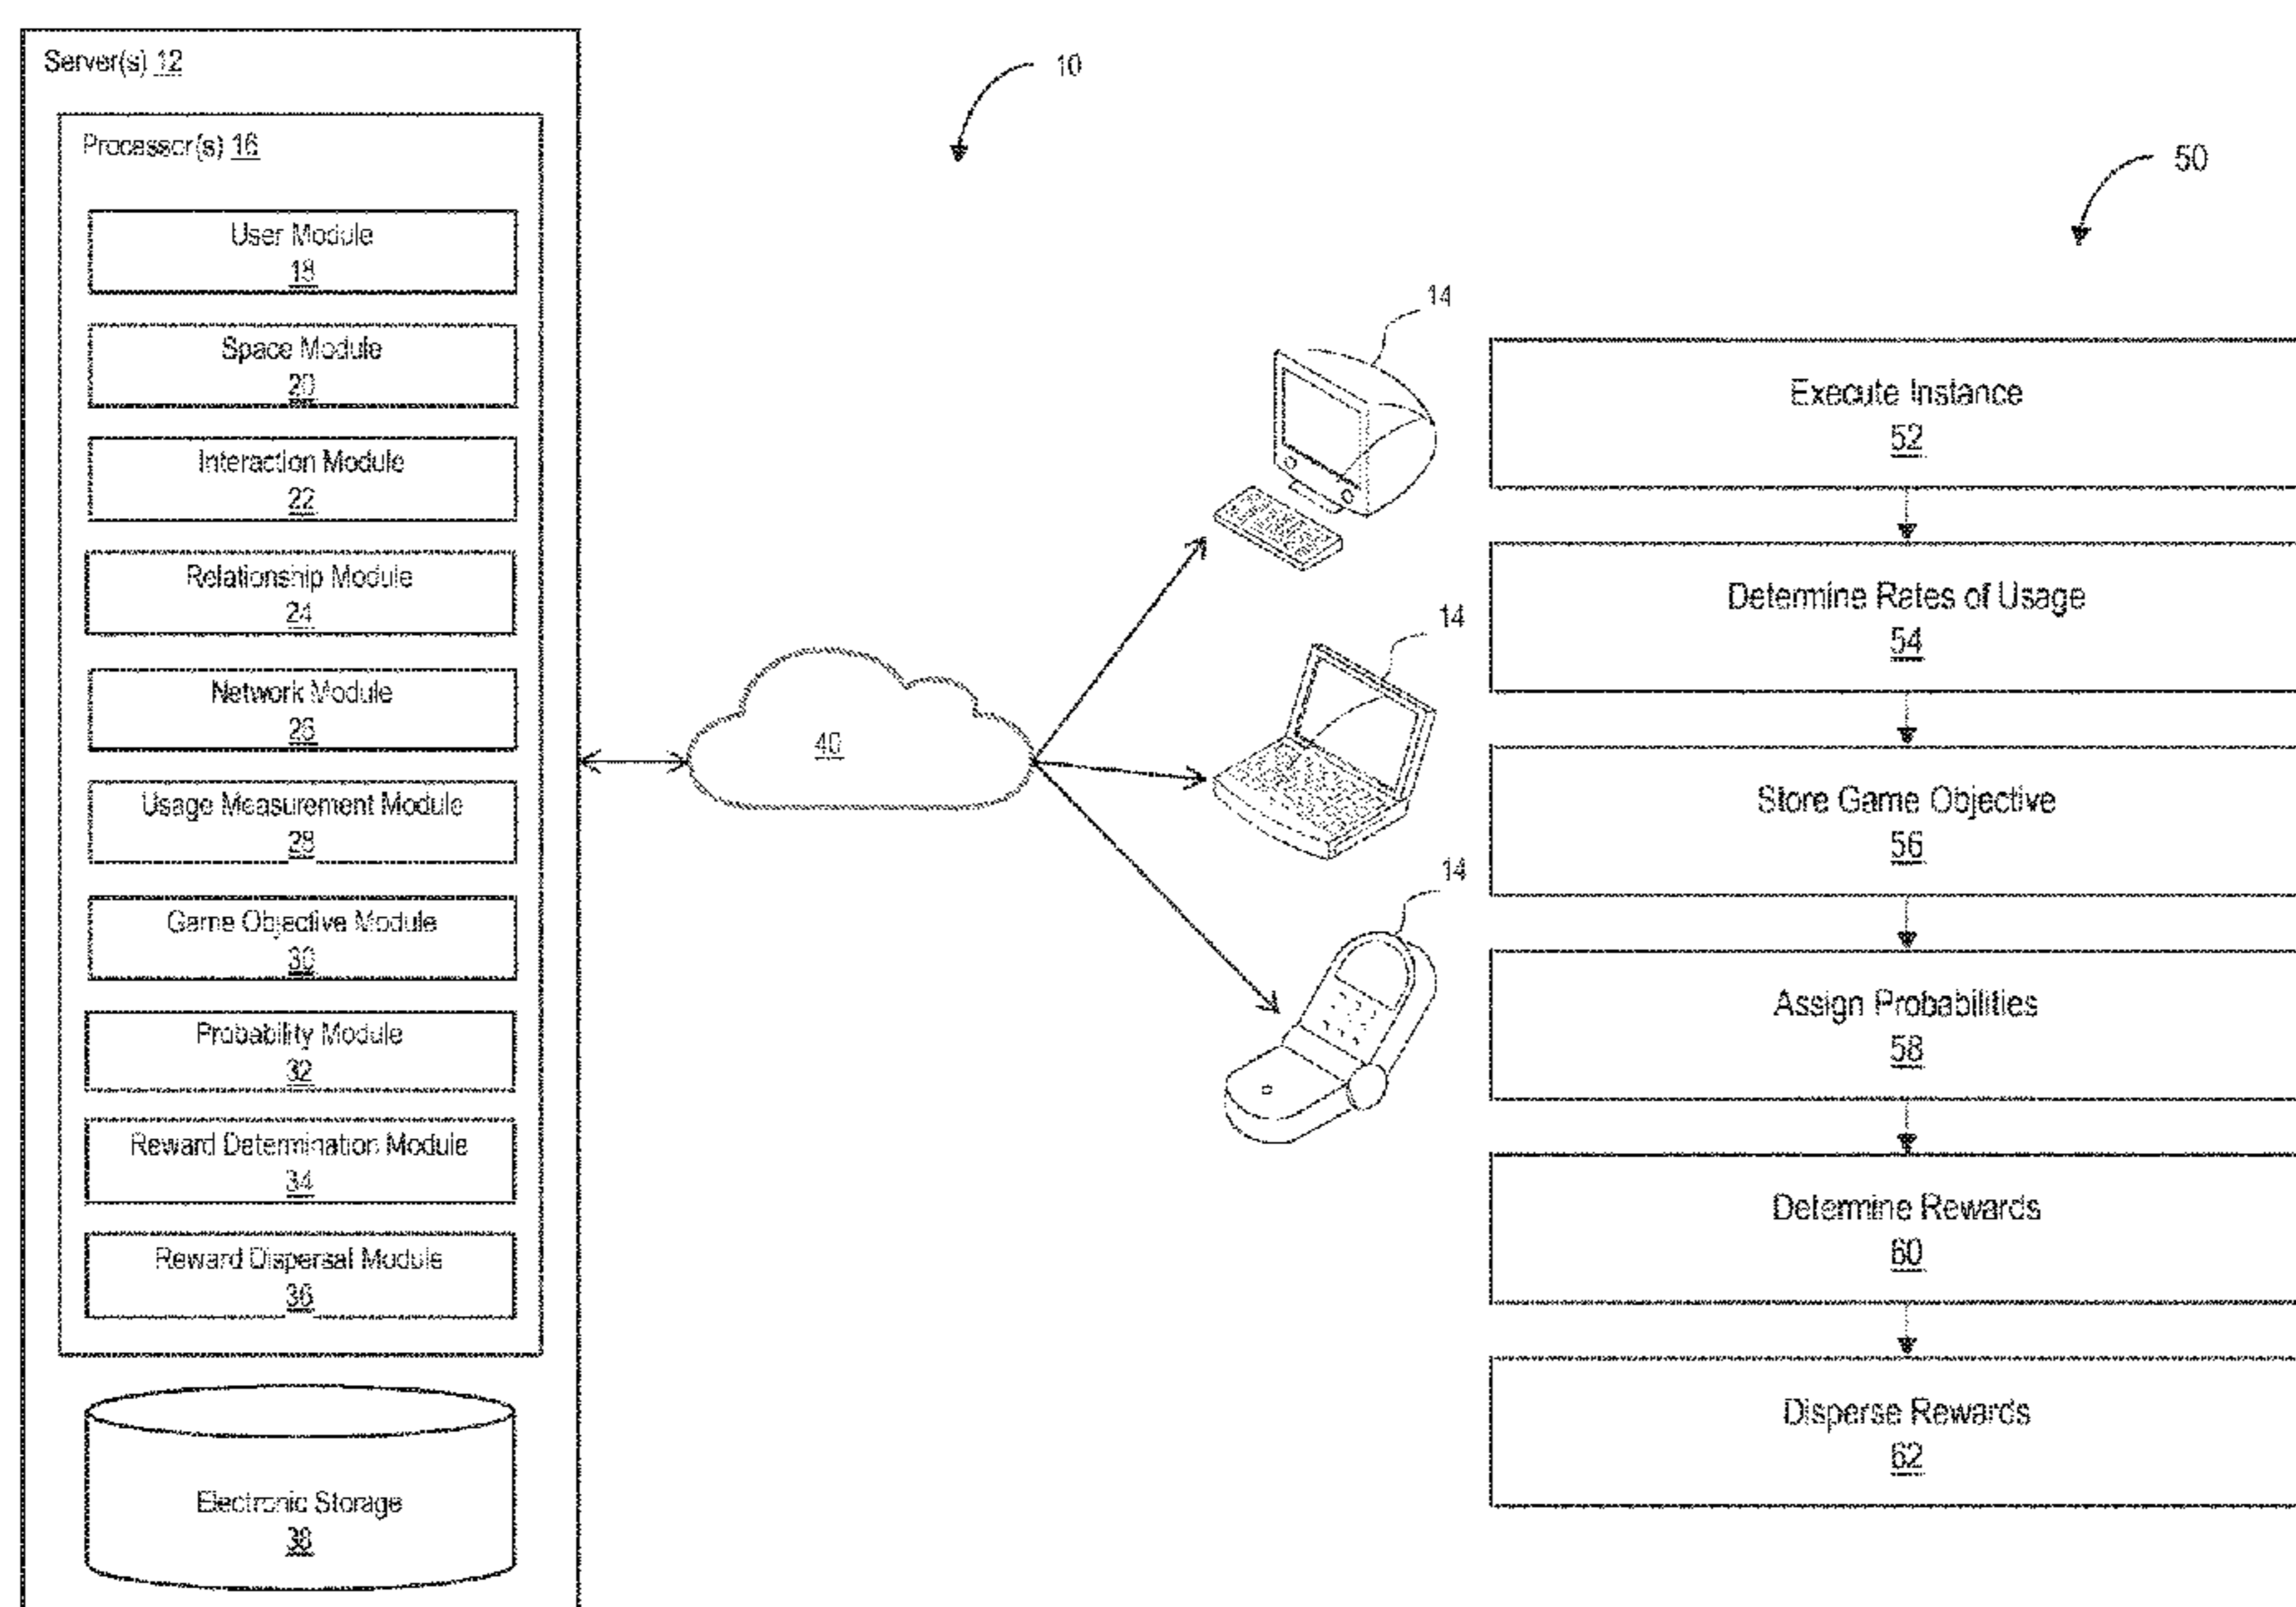 Server(s) 12
Processor(s) 16
User Module
18
Space Module
20
Interaction Module
22
Relationship Module
24
Network Module
26
Usage Measurement Module
28
Game Objective Module
30
Probability Module
32
Reward Determination Module
34
Reward Dispersal Module
36
Electronic Storage
38
10
40
14
14
14
50
Execute Instance
52
Determine Rates of Usage
54
Store Game Objective
56
Assign Probabilities
58
Determine Rewards
60
Disperse Rewards
62